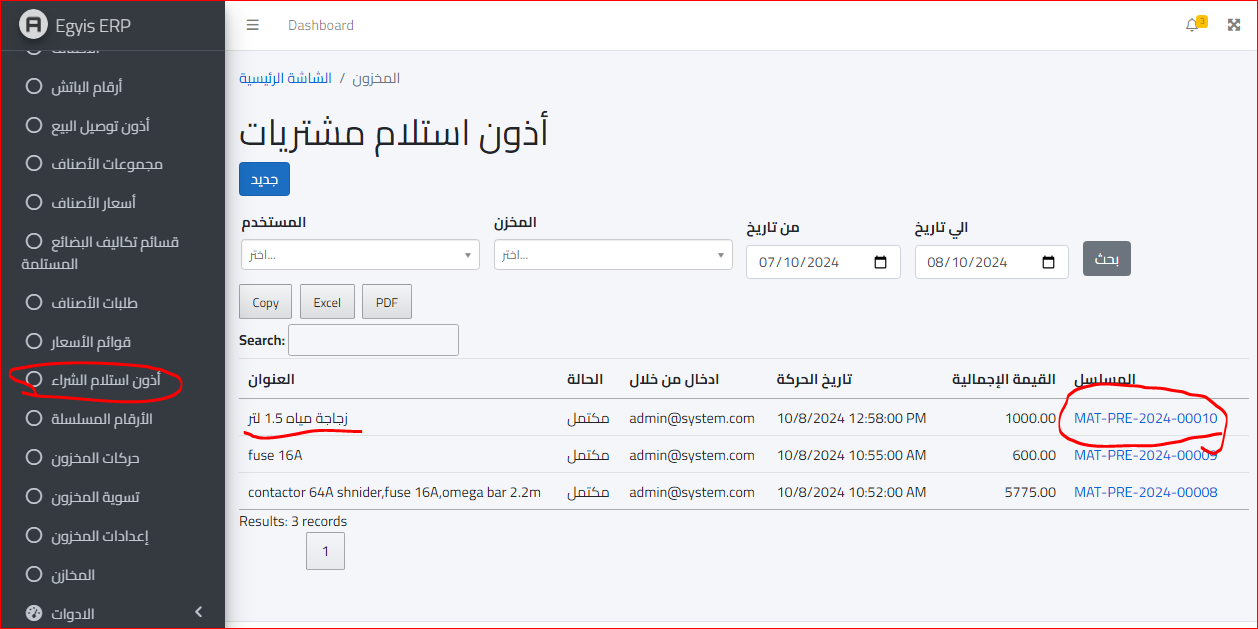 Egyis ERP
أرقام الباتش
أذون توصيل البيع
مجموعات الأصناف
أسعار الأصناف
قسائم تكاليف البضائع
المستلمة
طلبات الأصناف
قوائم الأسعار
أذون استلام الشراء
الأرقام المسلسلة
حركات المخزون
تسوية المخزون
إعدادات المخزون
المخازن
الادوات
Dashboard
3
الشاشة الرئيسية / المخزون
أذون استلام مشتريات
جديد
المستخدم المخزن من تاريخ الي تاريخ
اختر... اختر... 07/10/2024 08/10/2024 بحث
Copy Excel PDF
Search:
العنوان الحالة ادخال من خلال تاريخ الحركة القيمة الإجمالية المسلسل
زجاجة مياه 1.5 لتر مكتمل admin@system.com 10/8/2024 12:58:00 PM 1000.00 MAT-PRE-2024-00010
fuse 16A مكتمل admin@system.com 10/8/2024 10:55:00 AM 600.00 MAT-PRE-2024-00009
contactor 64A shnider,fuse 16A,omega bar 2.2m مكتمل admin@system.com 10/8/2024 10:52:00 AM 5775.00 MAT-PRE-2024-00008
Results: 3 records
1